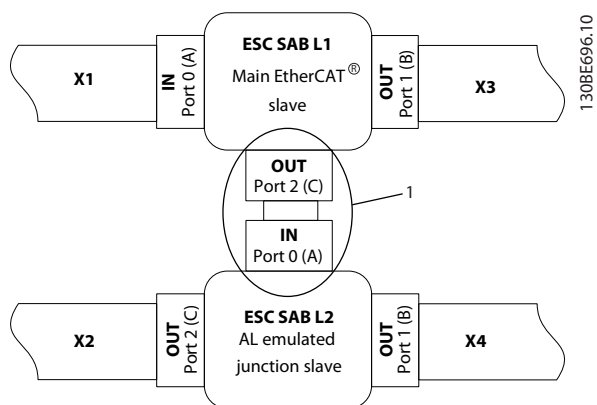 ESC SAB L1
Main EtherCAT®
slave
X1
IN
Port 0 (A)
OUT
Port 1 (B)
X3
130BE696.10
OUT
Port 2 (C)
1
IN
Port 0 (A)
ESC SAB L2
AL emulated
junction slave
X2
OUT
Port 2 (C)
OUT
Port 1 (B)
X4